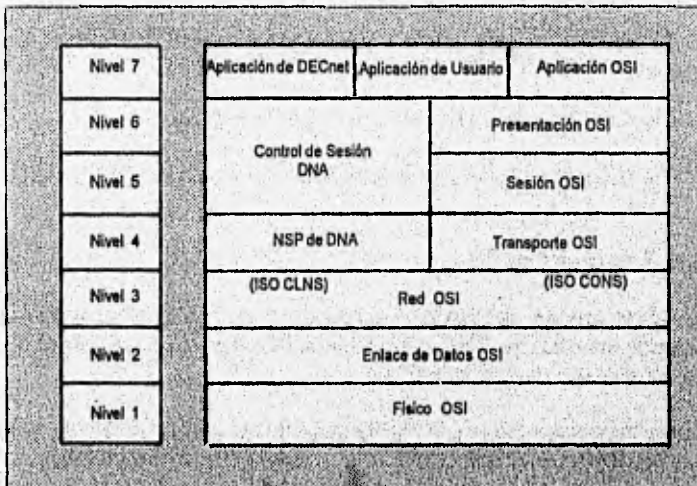 Nivel 7
Aplicación de DECnet
Aplicación de Usuario
Aplicación OSI
Nivel 6
Presentación OSI
Control de Sesión
DNA
Nivel 5
Sesión OSI
Nivel 4
NSP de DNA
Transporte OSI
Nivel 3
(ISO CLNS)
Red OSI
(ISO CONS)
Nivel 2
Enlace de Datos OSI
Nivel 1
Físico OSI